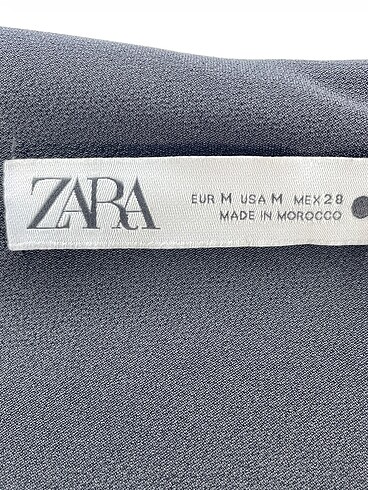 ZARA
EUR M USA M MEX 28
MADE IN MOROCCO